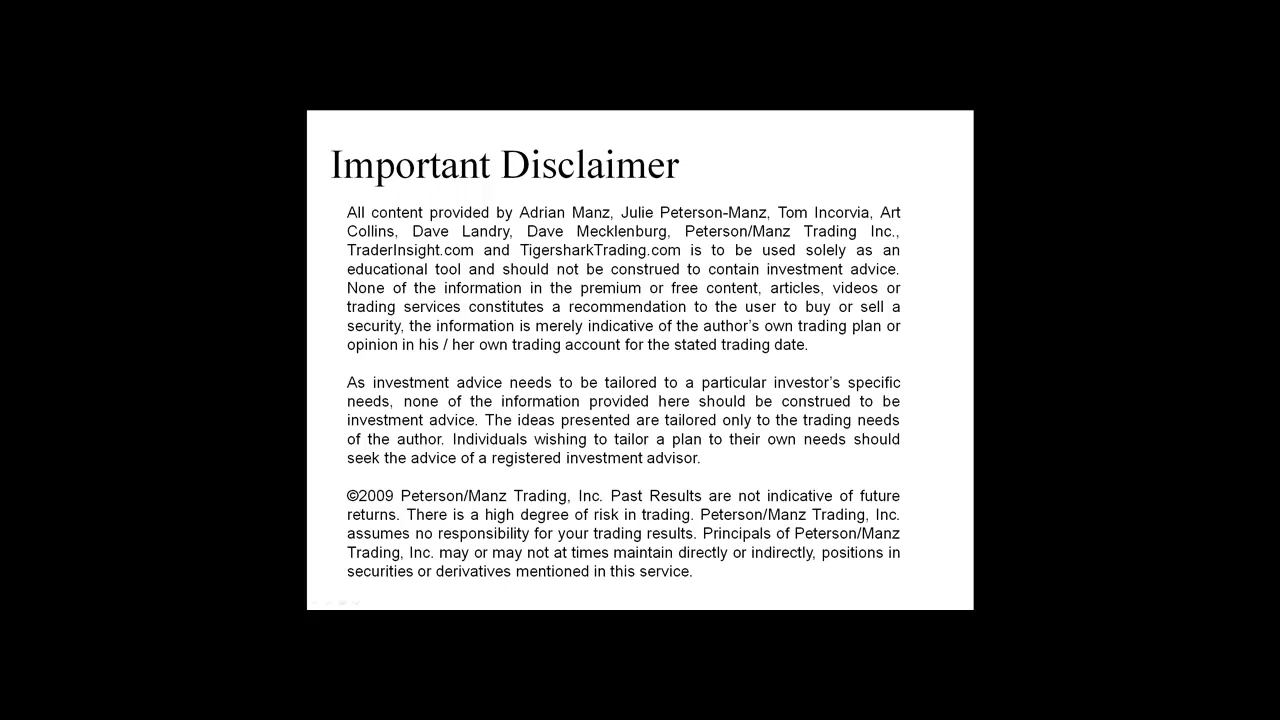 Important Disclaimer
All content provided by Adrian Manz, Julie Peterson-Manz, Tom Incorvia, Art
Collins, Dave Landry, Dave Mecklenburg, Peterson/Manz Trading Inc.,
TraderInsight.com and TigersharkTrading.com is to be used solely as an
educational tool and should not be construed to contain investment advice.
None of the information in the premium or free content, articles, videos or
trading services constitutes a recommendation to the user to buy or sell a
security, the information is merely indicative of the author’s own trading plan or
opinion in his / her own trading account for the stated trading date.
As investment advice needs to be tailored to a particular investor’s specific
needs, none of the information provided here should be construed to be
investment advice. The ideas presented are tailored only to the trading needs
of the author. Individuals wishing to tailor a plan to their own needs should
seek the advice of a registered investment advisor.
©2009 Peterson/Manz Trading, Inc. Past Results are not indicative of future
returns. There is a high degree of risk in trading. Peterson/Manz Trading, Inc.
assumes no responsibility for your trading results. Principals of Peterson/Manz
Trading, Inc. may or may not at times maintain directly or indirectly, positions in
securities or derivatives mentioned in this service.